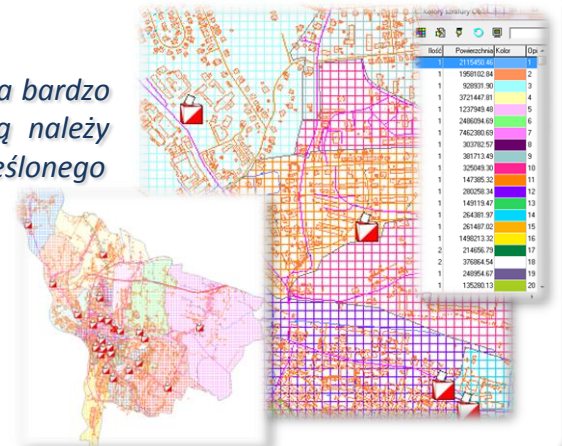 a bardzo
ą należy
eślonego
Ilość Powierzchnia Kolor Opi
1 2115450.46 1
1 1958102.84 2
1 928931.90 3
1 3721447.81 4
1 1237949.48 5
1 2486094.69 6
1 7462380.69 7
1 303782.57 8
1 381713.49 9
1 325049.30 10
1 147385.32 11
1 280258.34 12
1 149119.47 13
1 264381.97 14
1 261487.02 15
1 1498213.32 16
2 214656.79 17
2 376864.54 18
1 248954.67 19
1 135280.13 20